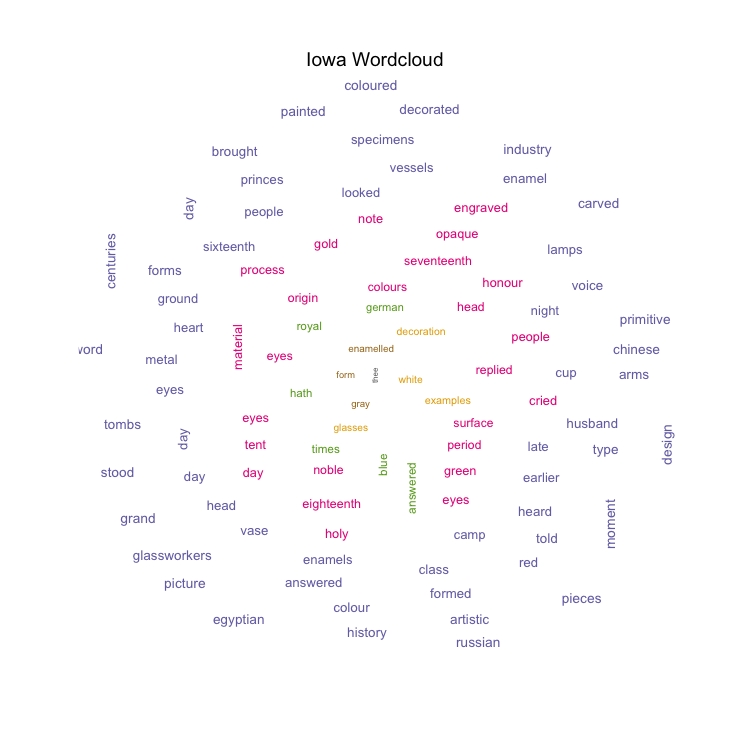 Iowa Wordcloud
coloured
painted
decorated
specimens
brought
industry
vessels
princes
enamel
looked
day
people
engraved
carved
note
opaque
centuries
sixteenth
gold
lamps
seventeenth
forms
process
honour
voice
colours
ground
origin
german
head
night
primitive
heart
royal
decoration
people
material
word
enamelled
chinese
metal
eyes
form
thee
white
replied
cup
arms
eyes
hath
gray
examples
cried
tombs
eyes
glasses
surface
husband
day
tent
times
period
late
type
design
stood
day
day
noble
blue
answered
green
earlier
head
eighteenth
eyes
heard
moment
grand
vase
holy
camp
told
glassworkers
enamels
class
red
picture
answered
formed
pieces
colour
egyptian
artistic
history
russian